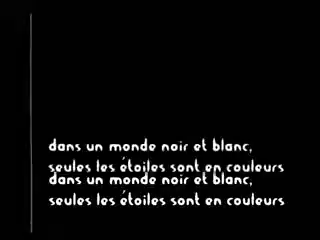 dans un monde noir et blanc,
seules les étoiles sont en couleurs
dans un monde noir et blanc,
seules les étoiles sont en couleurs